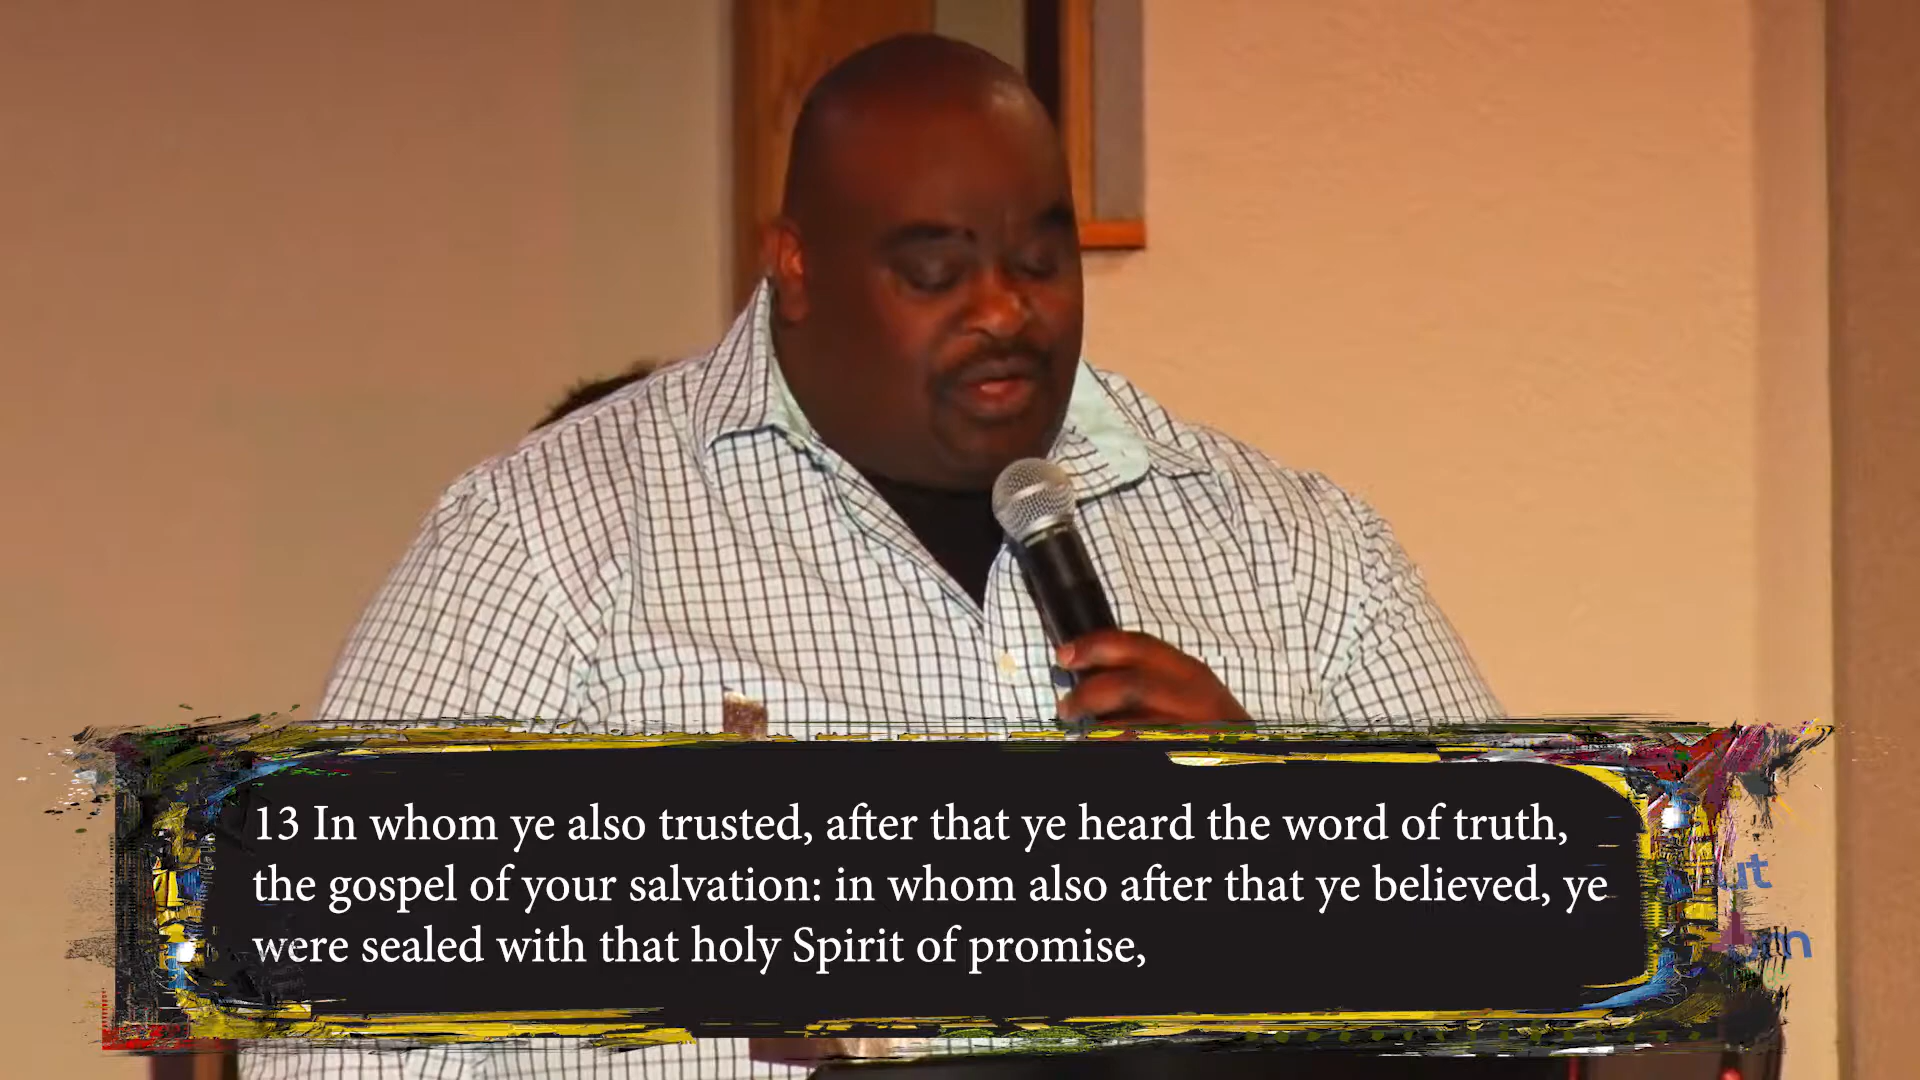 13 In whom ye also trusted, after that ye heard the word of truth,
the gospel of your salvation: in whom also after that ye believed, ye
were sealed with that holy Spirit of promise,